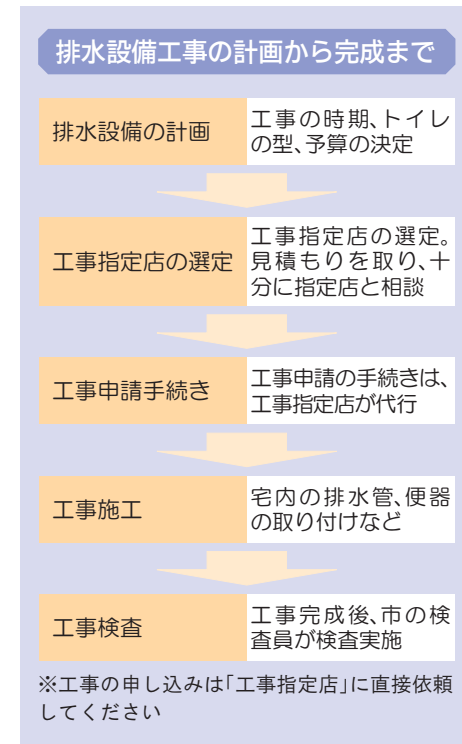 排水設備工事の計画から完成まで
排水設備の計画
工事の時期、トイレ
の型、予算の決定
工事指定店の選定
工事指定店の選定。
見積もりを取り、十
分に指定店と相談
工事申請手続き
工事申請の手続きは、
工事指定店が代行
工事施工
宅内の排水管、便器
の取り付けなど
工事検査
工事完成後、市の検
査員が検査実施
※工事の申し込みは「工事指定店」に直接依頼
してください